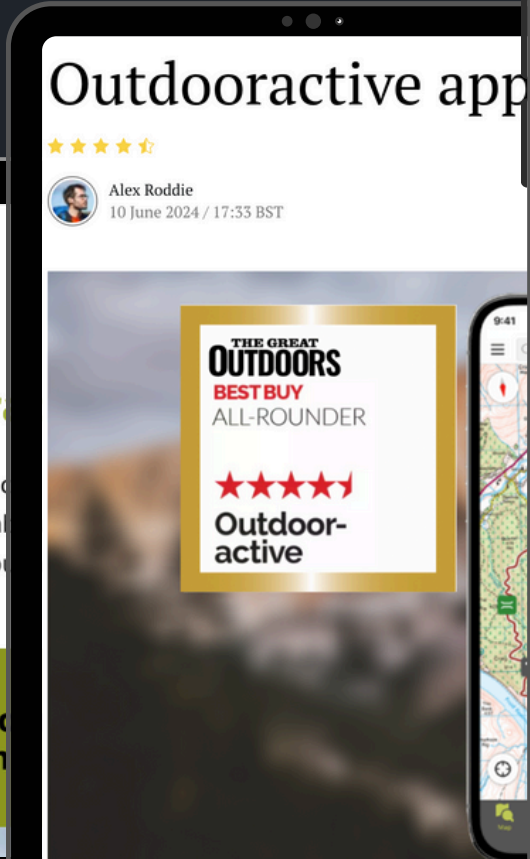 Outdooractive app
Alex Roddie
10 June 2024 / 17:33 BST
THE GREAT
OUTDOORS
BEST BUY
ALL-ROUNDER
Outdoor-
active
9:41